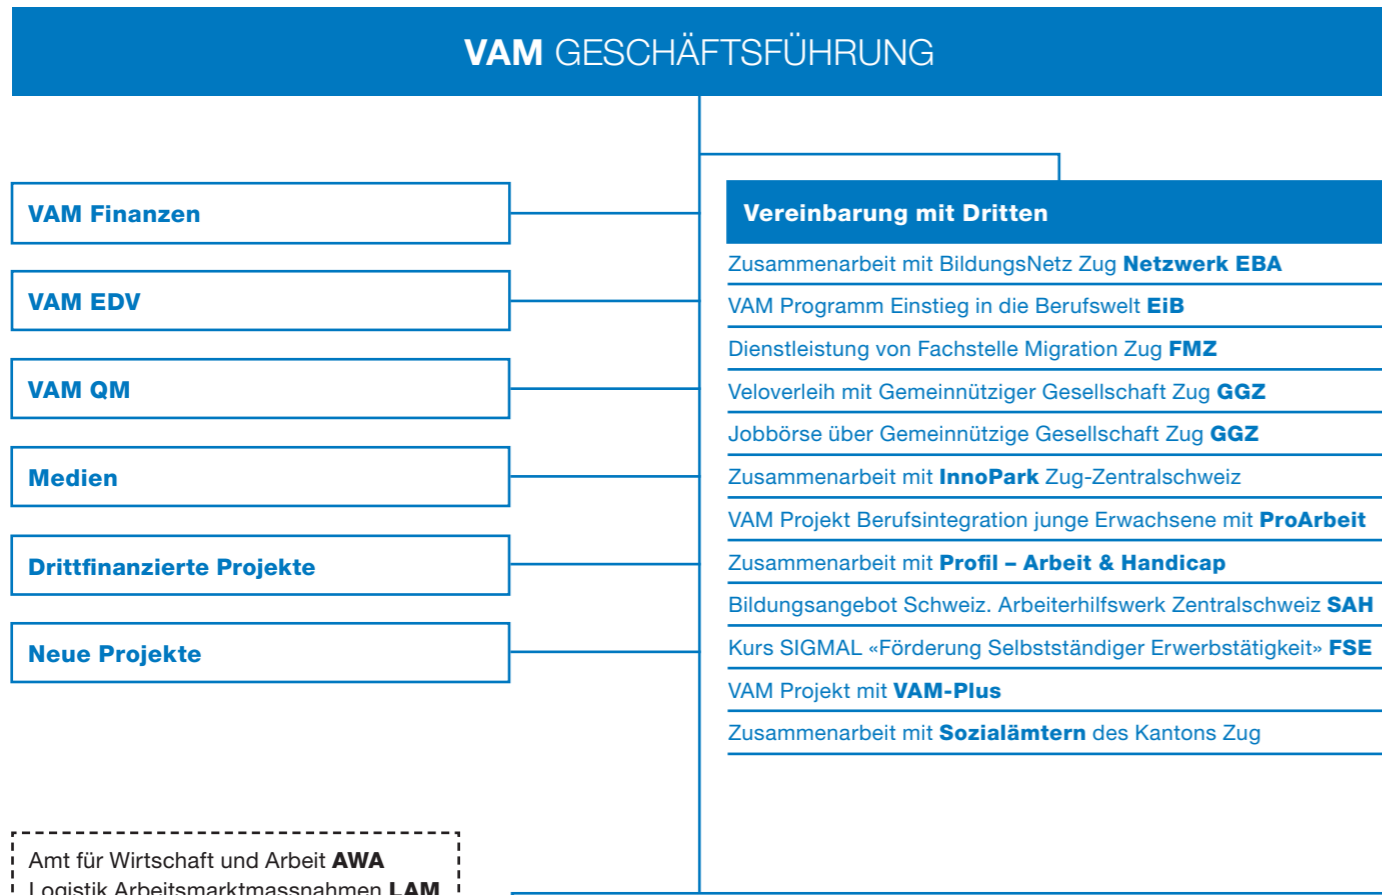 VAM GESCHÄFTSFÜHRUNG
VAM Finanzen
VAM EDV
VAM QM
Medien
Drittfinanzierte Projekte
Neue Projekte
Vereinbarung mit Dritten
Zusammenarbeit mit BildungsNetz Zug Netzwerk EBA
VAM Programm Einstieg in die Berufswelt EiB
Dienstleistung von Fachstelle Migration Zug FMZ
Veloverleih mit Gemeinnütziger Gesellschaft Zug GGZ
Jobbörse über Gemeinnützige Gesellschaft Zug GGZ
Zusammenarbeit mit InnoPark Zug-Zentralschweiz
VAM Projekt Berufsintegration junge Erwachsene mit ProArbeit
Zusammenarbeit mit Profil – Arbeit & Handicap
Bildungsangebot Schweiz. Arbeiterhilfswerk Zentralschweiz SAH
Kurs SIGMAL «Förderung Selbstständiger Erwerbstätigkeit» FSE
VAM Projekt mit VAM-Plus
Zusammenarbeit mit Sozialämtern des Kantons Zug
Amt für Wirtschaft und Arbeit AWA
Logistik Arbeitsmarktmassnahmen LAM